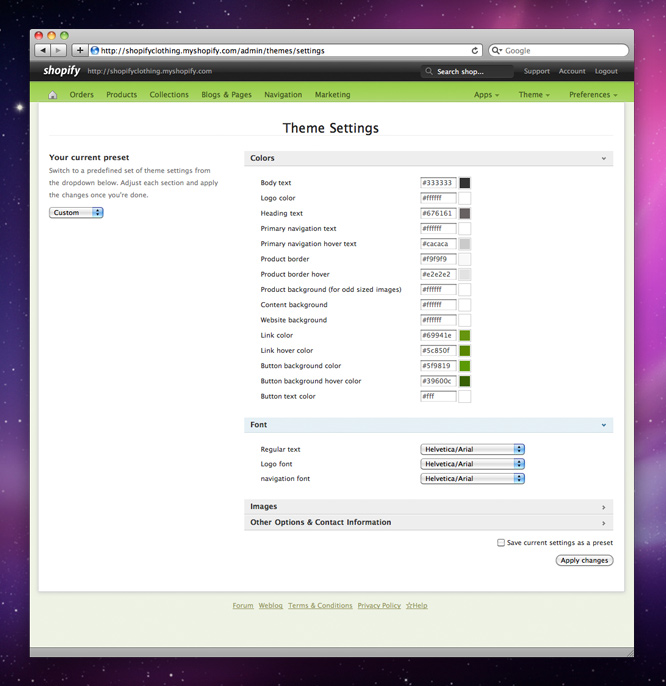 http://shopifyclothing.myshopify.com/admin/themes/settings
Google
shopify http://shopifyclothing.myshopify.com Search shop... Support Account Logout
Orders Products Collections Blogs & Pages Navigation Marketing Apps Theme Preferences
Theme Settings
Your current preset
Switch to a predefined set of theme settings from
the dropdown below. Adjust each section and apply
the changes once you're done.
Custom
Colors
Body text #333333
Logo color #ffffff
Heading text #676161
Primary navigation text #ffffff
Primary navigation hover text #cacaca
Product border #f9f9f9
Product border hover #e2e2e2
Product background (for odd sized images) #ffffff
Content background #ffffff
Website background #ffffff
Link color #69941e
Link hover color #5c850f
Button background color #5f9819
Button background hover color #39600c
Button text color #fff
Font
Regular text Helvetica/Arial
Logo font Helvetica/Arial
navigation font Helvetica/Arial
Images
Other Options & Contact Information
Save current settings as a preset
Apply changes
Forum Weblog Terms & Conditions Privacy Policy ☆Help